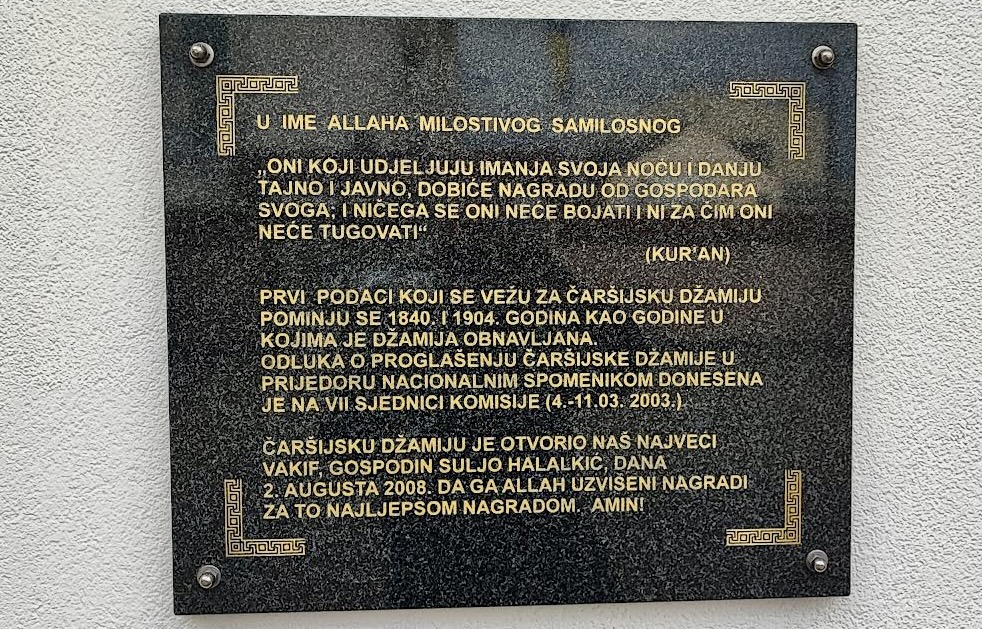 U IME ALLAHA MILOSTIVOG SAMILOSNOG
„ONI KOJI UDJELJUJU IMANJA SVOJA NOĆU I DANJU
TAJNO I JAVNO, DOBIĆE NAGRADU OD GOSPODARA
SVOGA; I NIČEGA SE ONI NEĆE BOJATI I NI ZA ČIM ONI
NEĆE TUGOVATI“
(KUR’AN)
PRVI PODACI KOJI SE VEŽU ZA ČARŠIJSKU DŽAMIJU
POMINJU SE 1840. I 1904. GODINA KAO GODINE U
KOJIMA JE DŽAMIJA OBNAVLJANA.
ODLUKA O PROGLAŠENJU ČARŠIJSKE DŽAMIJE U
PRIJEDORU NACIONALNIM SPOMENIKOM DONESENA
JE NA VII SJEDNICI KOMISIJE (4.-11.03. 2003.)
ČARŠIJSKU DŽAMIJU JE OTVORIO NAŠ NAJVEĆI
VAKIF, GOSPODIN SULJO HALALKIĆ, DANA
2. AUGUSTA 2008. DA GA ALLAH UZVIŠENI NAGRADI
ZA TO NAJLJEPSOM NAGRADOM. AMIN!